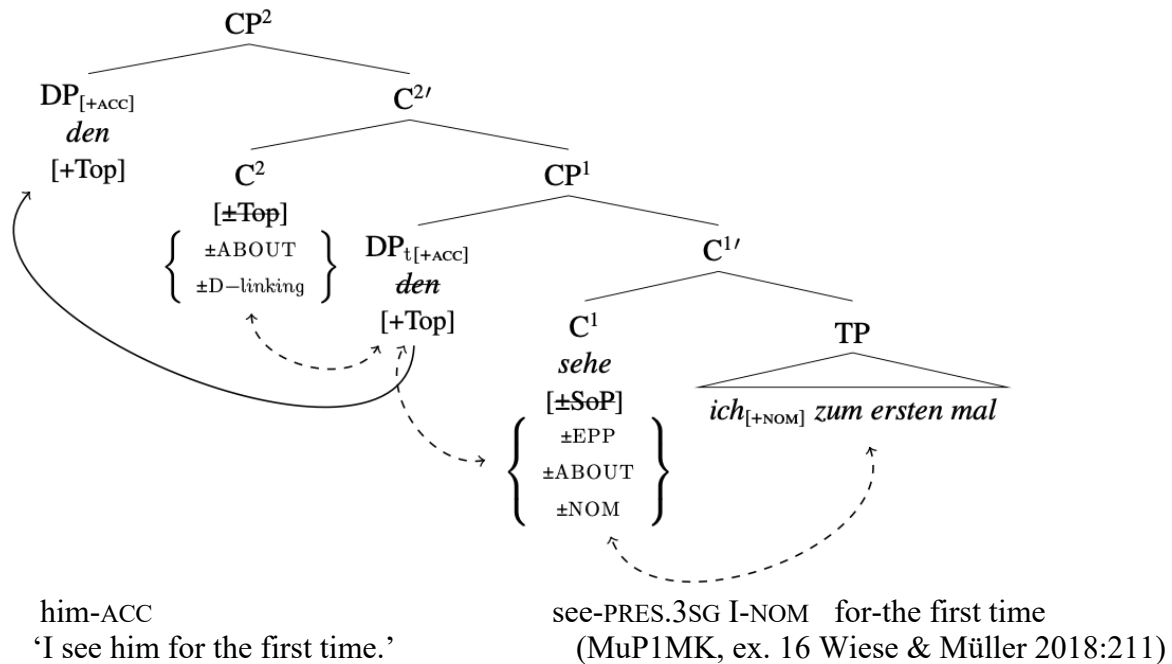 CP²
DP[+ACC]
den
[+Top]
C²′
C²
[±Top]
±ABOUT
±D–linking
CP¹
DPt[+ACC]
den
[+Top]
C¹′
C¹
sehe
[±SoP]
±EPP
±ABOUT
±NOM
TP
ich[+NOM] zum ersten mal
him-ACC see-PRES.3SG I-NOM for-the first time
‘I see him for the first time.’ (MuP1MK, ex. 16 Wiese & Müller 2018:211)